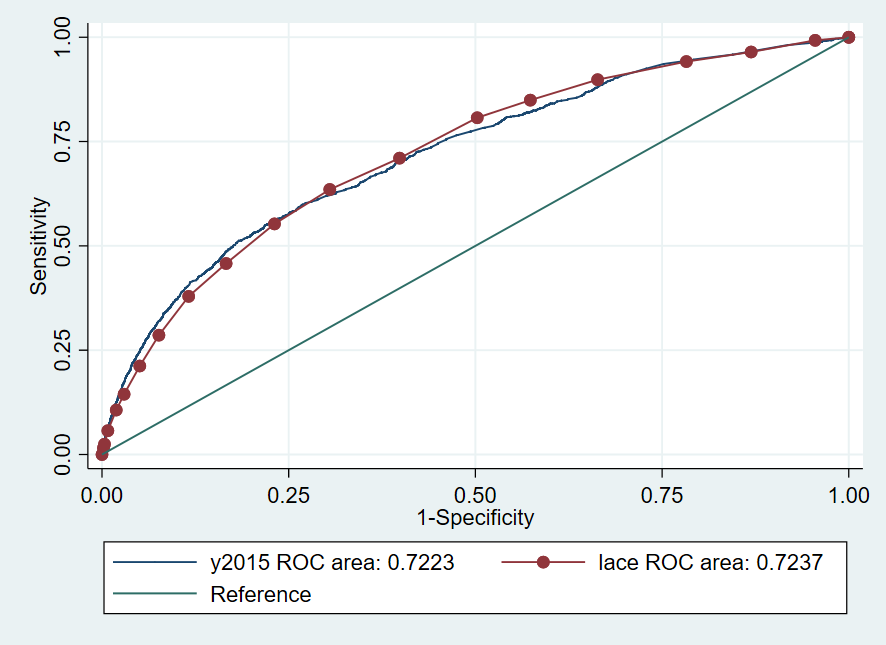 1.00
0.75
0.50
0.25
0.00
Sensitivity
0.00 0.25 0.50 0.75 1.00
1-Specificity
y2015 ROC area: 0.7223 lace ROC area: 0.7237
Reference